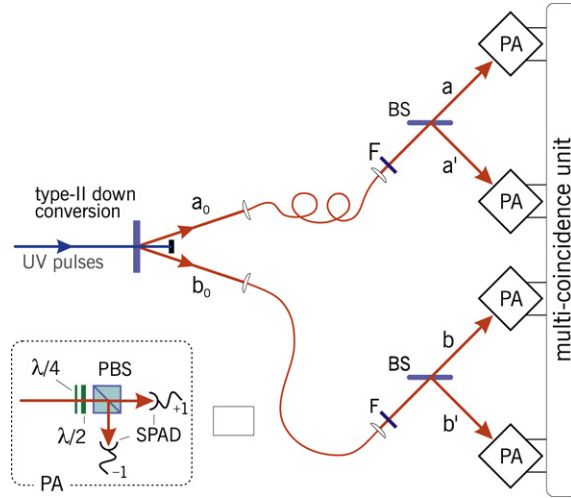 PA
a
BS
F
a'
PA
type-II down
conversion
a₀
UV pulses
b₀
multi-coincidence unit
PA
b
BS
F
b'
PA
λ/4
PBS
+1
λ/2
SPAD
-1
PA